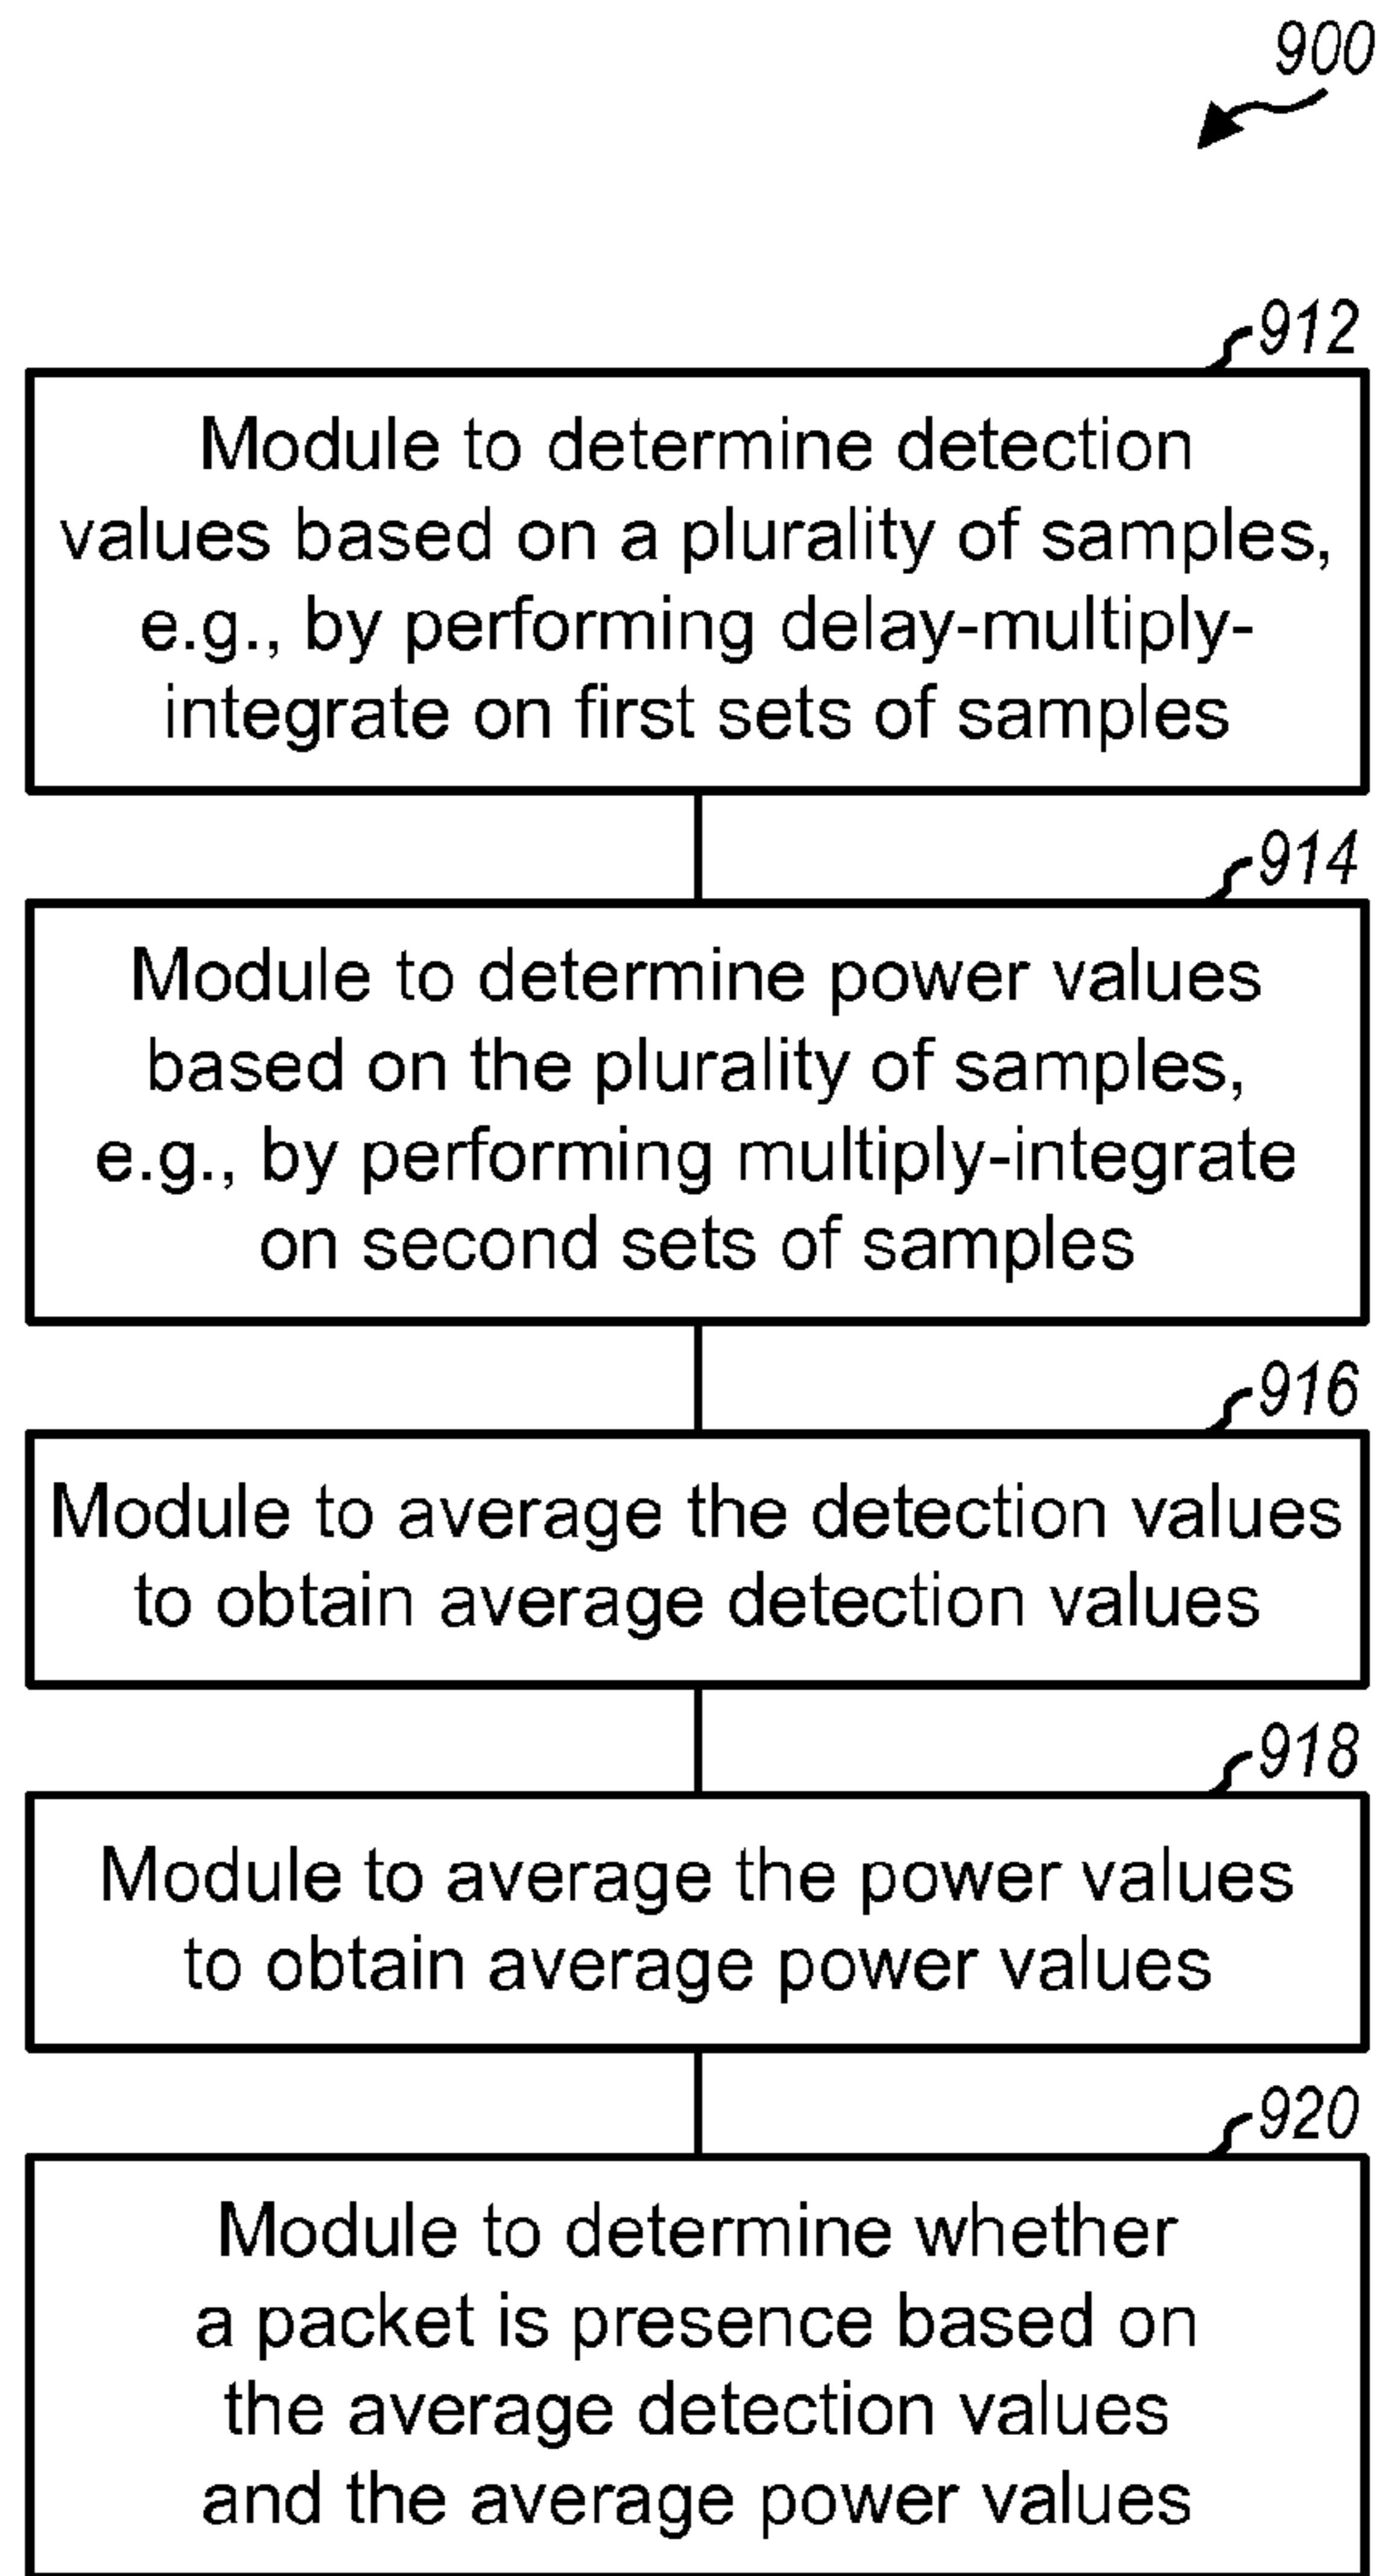 900
912
Module to determine detection
values based on a plurality of samples,
e.g., by performing delay-multiply-
integrate on first sets of samples
914
Module to determine power values
based on the plurality of samples,
e.g., by performing multiply-integrate
on second sets of samples
916
Module to average the detection values
to obtain average detection values
918
Module to average the power values
to obtain average power values
920
Module to determine whether
a packet is presence based on
the average detection values
and the average power values